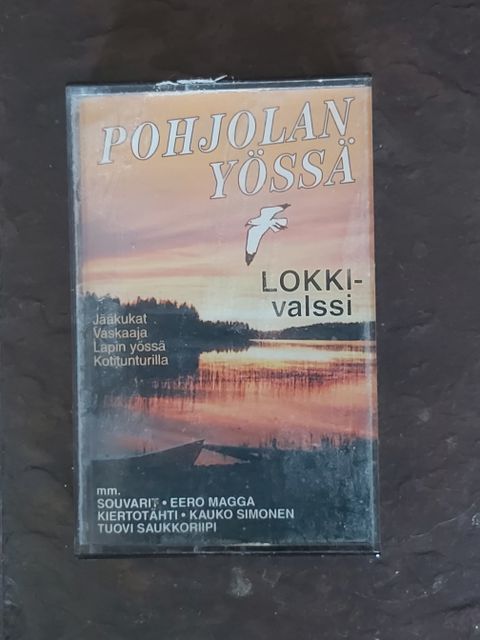 POHJOLAN
YÖSSÄ
LOKKI-
valssi
Jääkukat
Vaskaaja
Lapin yössä
Kotitunturilla
mm.
SOUVARIT • EERO MAGGA
KIERTOTÄHTI • KAUKO SIMONEN
TUOVI SAUKKORIIPI